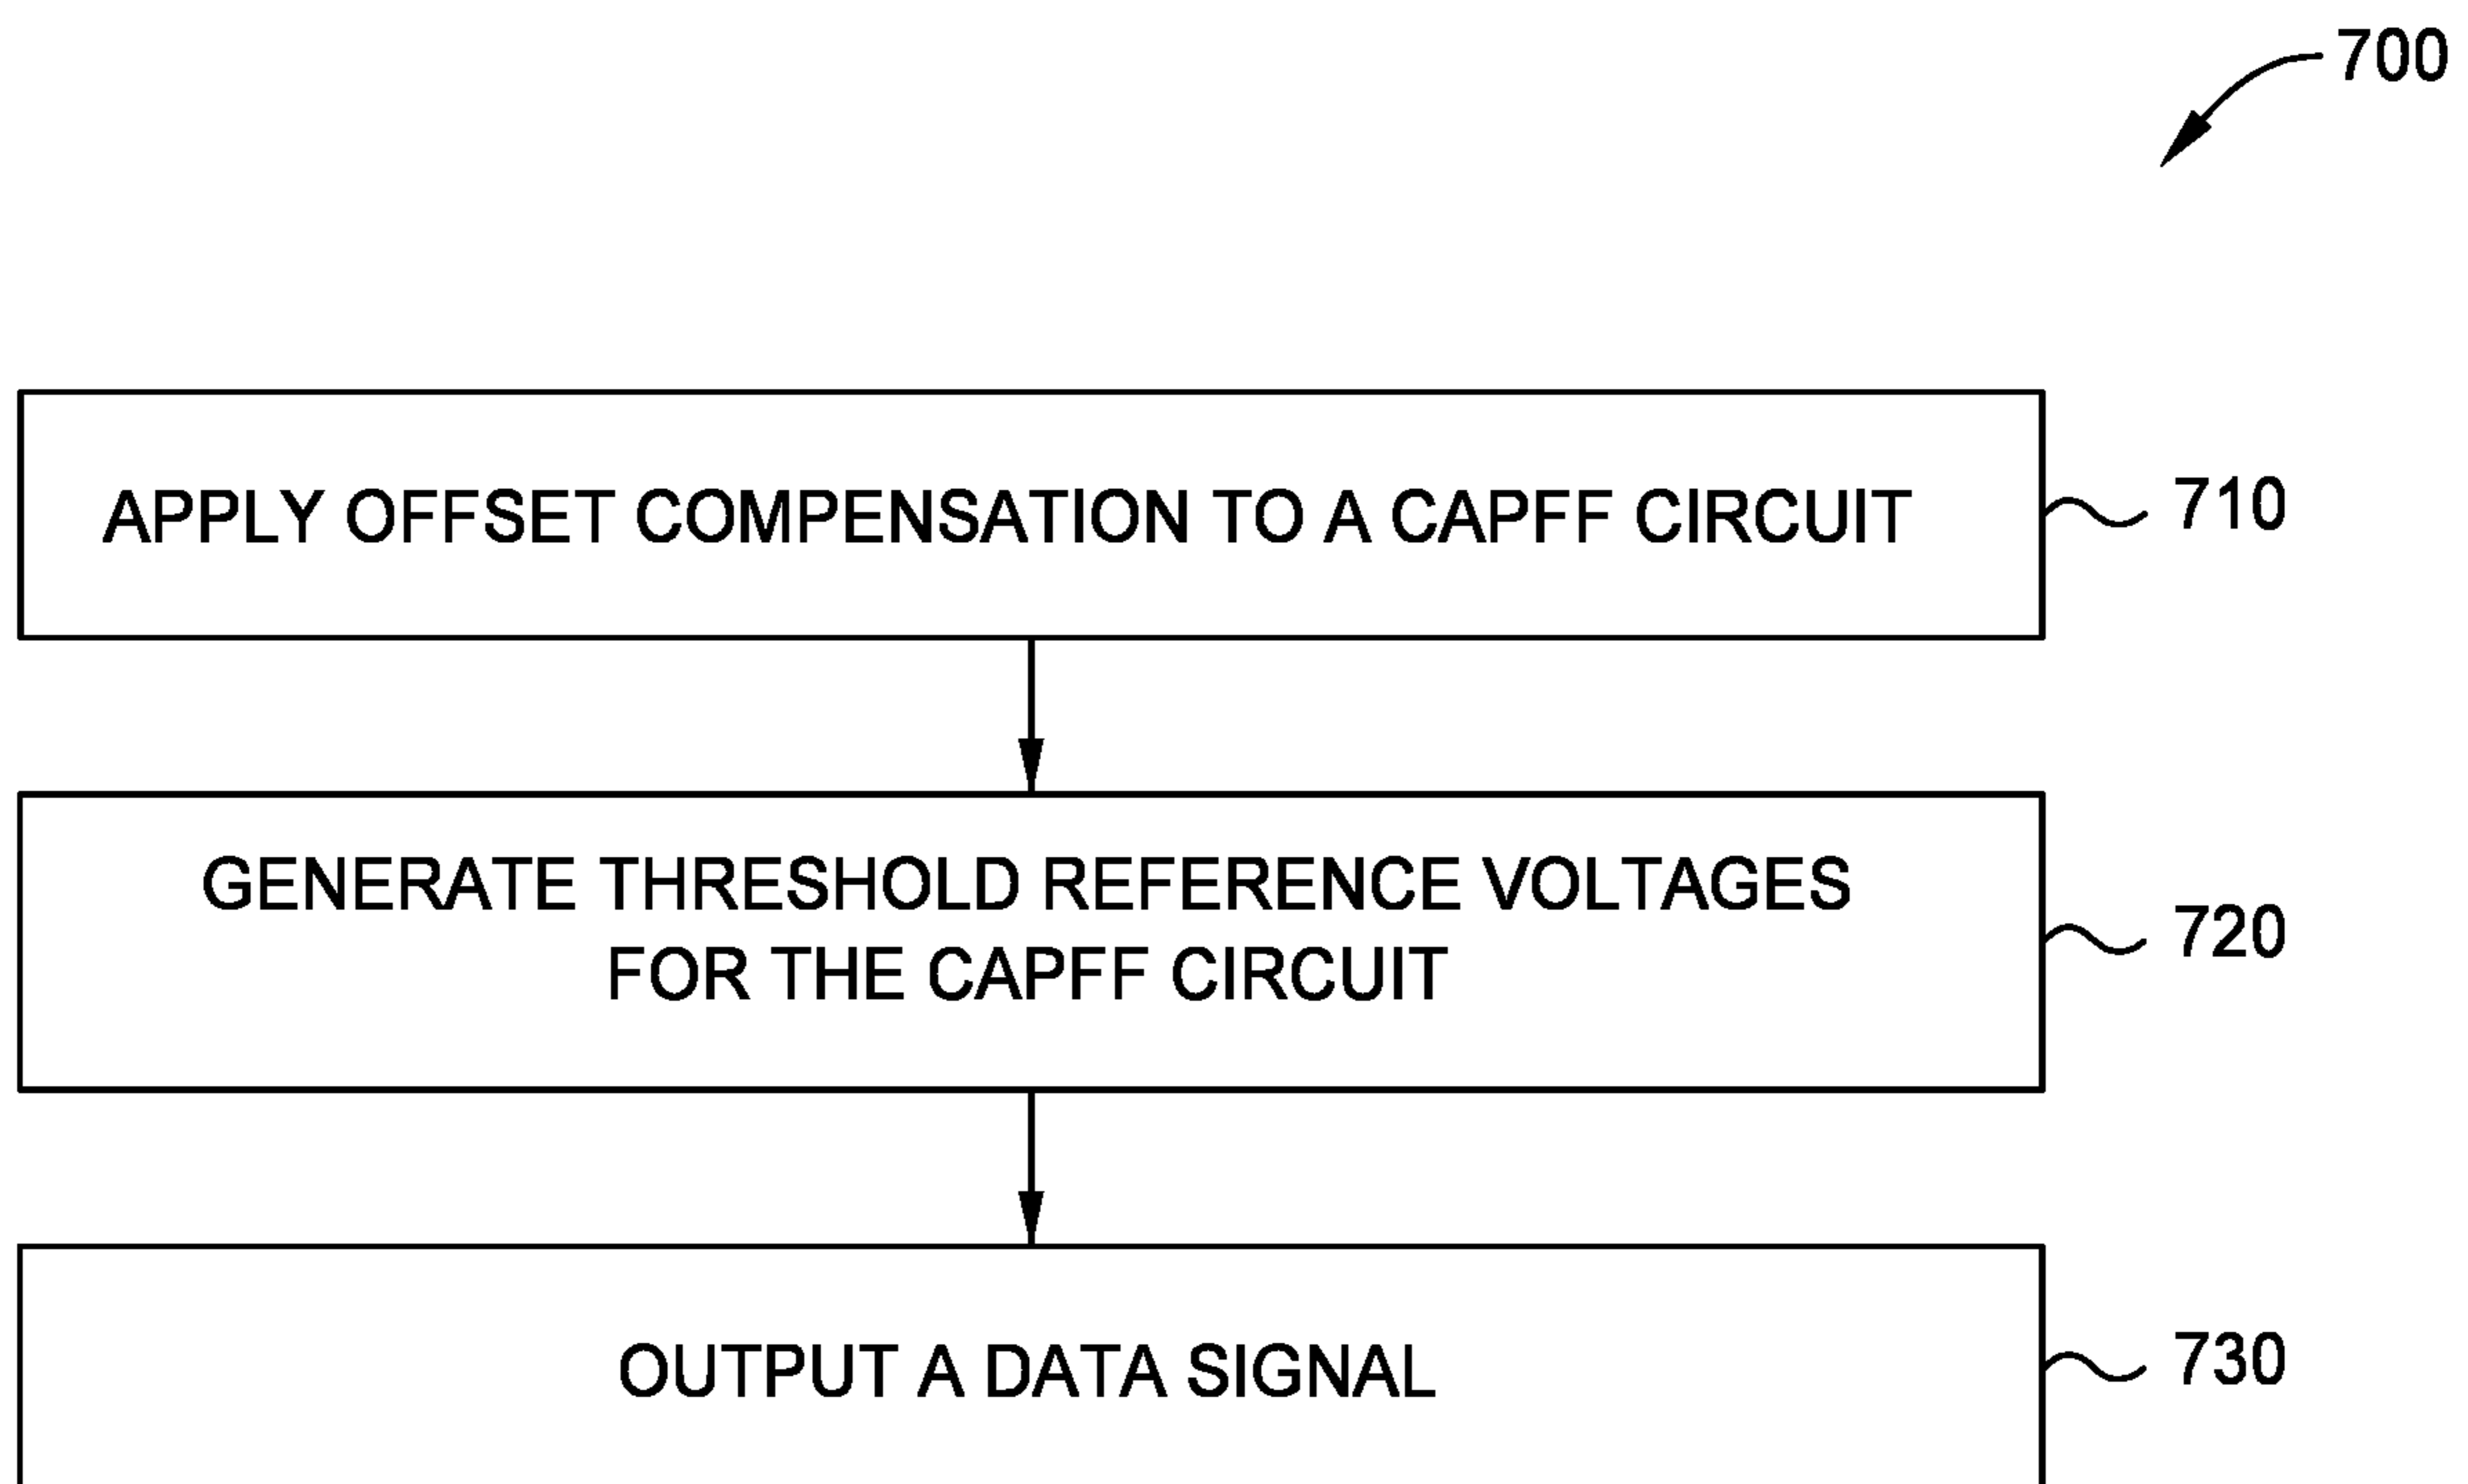 700
APPLY OFFSET COMPENSATION TO A CAPFF CIRCUIT
710
GENERATE THRESHOLD REFERENCE VOLTAGES
FOR THE CAPFF CIRCUIT
720
OUTPUT A DATA SIGNAL
730